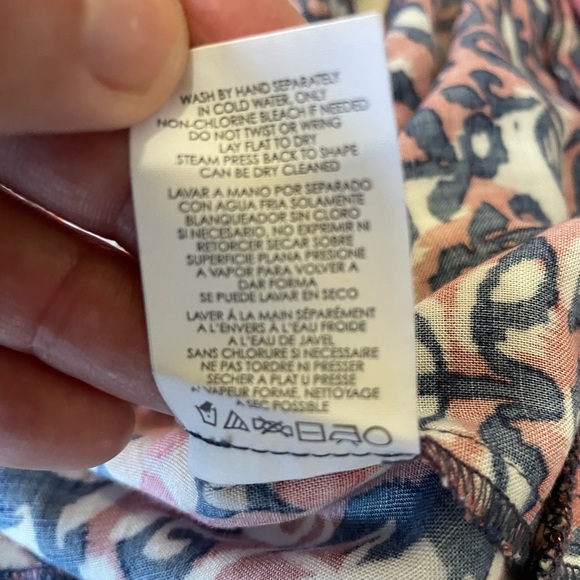 WASH BY HAND SEPARATELY
IN COLD WATER, ONLY
NON-CHLORINE BLEACH IF NEEDED
DO NOT TWIST OR WRING
LAY FLAT TO DRY
STEAM PRESS BACK TO SHAPE
CAN BE DRY CLEANED
LAVAR A MANO POR SEPARADO
CON AGUA FRIA SOLAMENTE
BLANQUEADOR SIN CLORO
SI NECESARIO, NO EXPRIMIR NI
RETORCER SECAR SOBRE
SUPERFICIE PLANA PRESIONE
A VAPOR PARA VOLVER A
DAR FORMA
SE PUEDE LAVAR EN SECO
LAVER À LA MAIN SÉPARÉMENT
A L'ENVERS À L'EAU FROIDE
A L'EAU DE JAVEL
SANS CHLORURE SI NECESSAIRE
NE PAS TORDRE NI PRESSER
SECHER A PLAT U PRESSE
VAPEUR FORME, NETTOYAGE
A SEC POSSIBLE